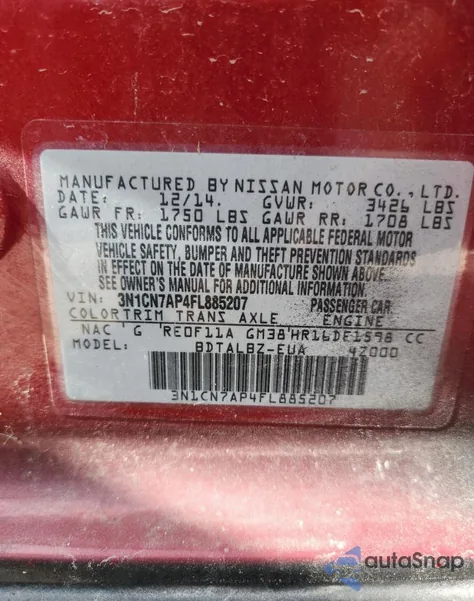 MANUFACTURED BY NISSAN MOTOR CO., LTD.
DATE: 12/14. GVWR: 3426 LBS
GAWR FR: 1750 LBS GAWR RR: 1708 LBS
THIS VEHICLE CONFORMS TO ALL APPLICABLE FEDERAL MOTOR
VEHICLE SAFETY, BUMPER AND THEFT PREVENTION STANDARDS
IN EFFECT ON THE DATE OF MANUFACTURE SHOWN ABOVE.
SEE OWNER'S MANUAL FOR ADDITIONAL INFORMATION.
VIN: 3N1CN7AP4FL885207 PASSENGER CAR.
COLOR TRIM TRANS AXLE ENGINE
NAC G RE0F11A GM38 HR16DE1598 CC
MODEL: BDTALBZ-EUA 4Z000
3N1CN7AP4FL885207
autoSnap